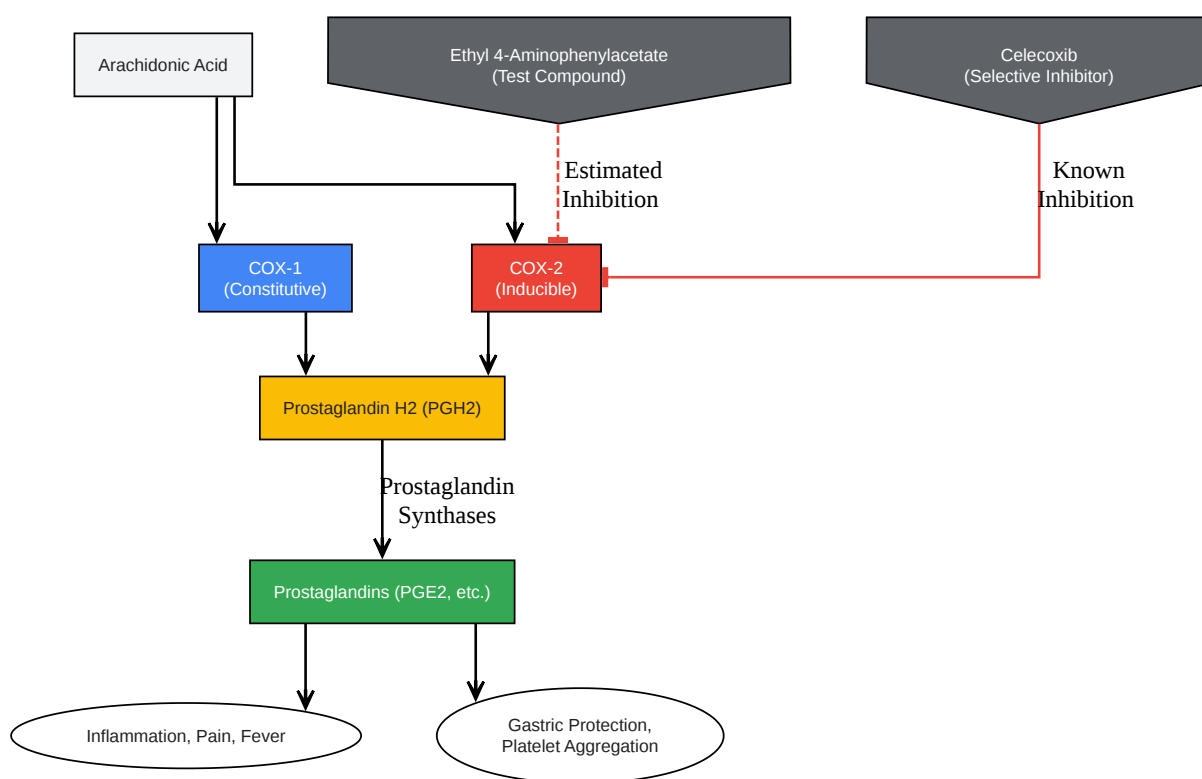 Arachidonic Acid
Ethyl 4-Aminophenylacetate
(Test Compound)
Celecoxib
(Selective Inhibitor)
Estimated
Inhibition
Known
Inhibition
COX-1
(Constitutive)
COX-2
(Inducible)
Prostaglandin H2 (PGH2)
Prostaglandin
Synthases
Prostaglandins (PGE2, etc.)
Inflammation, Pain, Fever
Gastric Protection,
Platelet Aggregation